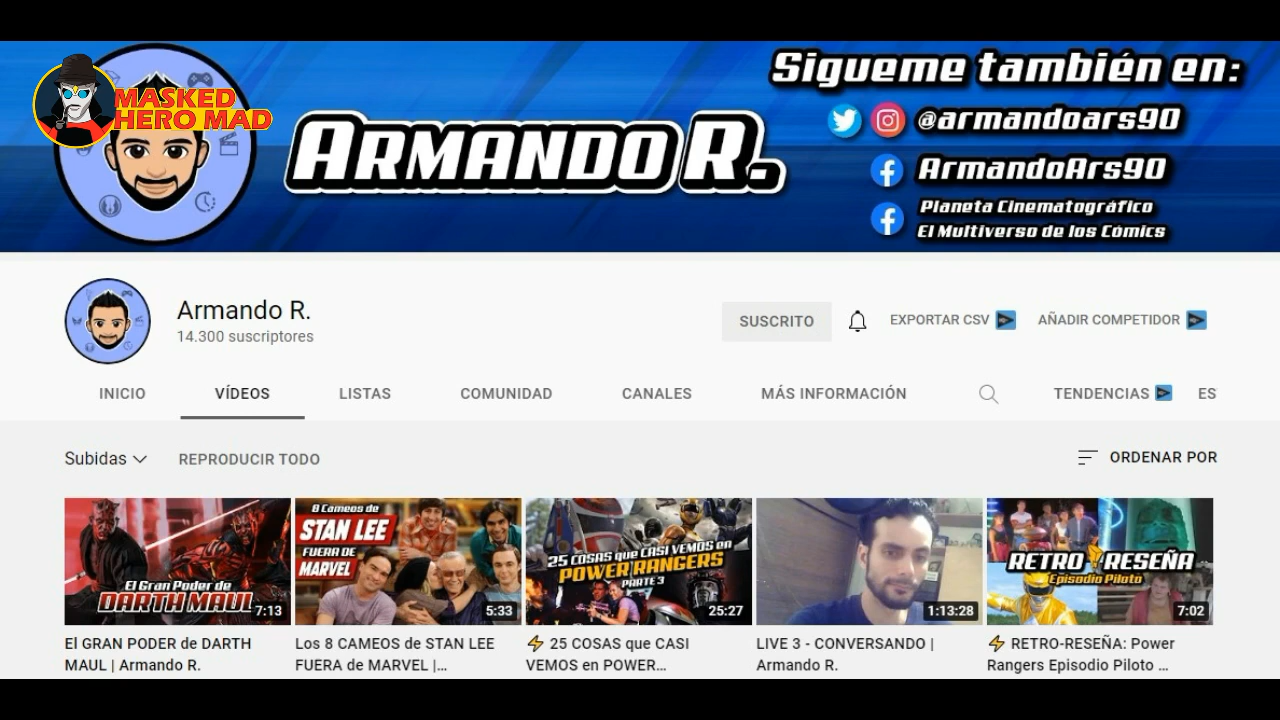 MASKED
HERO MAD
ARMANDO R.
Sigueme también en:
@armandoars90
ArmandoArs90
Planeta Cinematográfico
El Multiverso de los Cómics
Armando R.
14.300 suscriptores
SUSCRITO
EXPORTAR CSV
AÑADIR COMPETIDOR
INICIO
VÍDEOS
LISTAS
COMUNIDAD
CANALES
MÁS INFORMACIÓN
TENDENCIAS
ES
Subidas
REPRODUCIR TODO
ORDENAR POR
El Gran Poder de
DARTH MAUL
7:13
8 Cameos de
STAN LEE
FUERA DE
MARVEL
5:33
25 COSAS que CASI VEMOS en
POWER RANGERS
PARTE 3
25:27
1:13:28
RETRO RESEÑA
Episodio Piloto
7:02
El GRAN PODER de DARTH
MAUL | Armando R.
Los 8 CAMEOS de STAN LEE
FUERA de MARVEL |...
⚡ 25 COSAS que CASI
VEMOS en POWER...
LIVE 3 - CONVERSANDO |
Armando R.
⚡ RETRO-RESEÑA: Power
Rangers Episodio Piloto ...